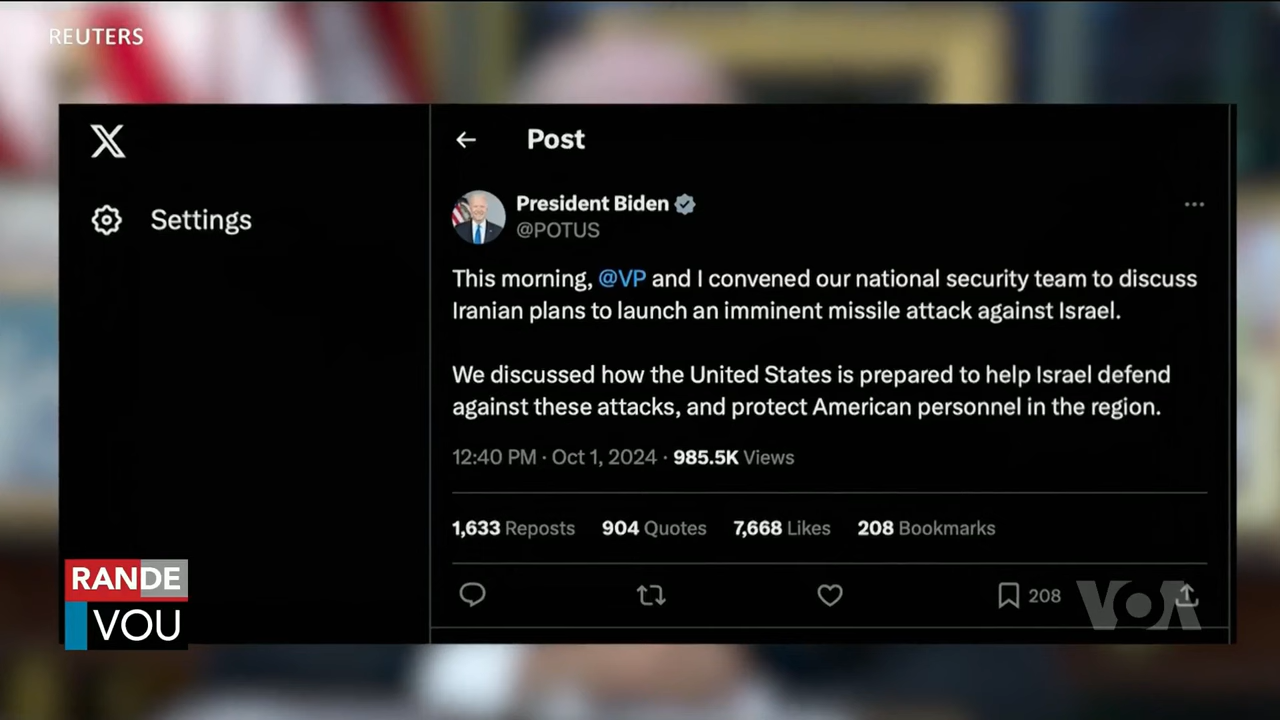 REUTERS
Post
Settings
President Biden
@POTUS
This morning, @VP and I convened our national security team to discuss
Iranian plans to launch an imminent missile attack against Israel.
We discussed how the United States is prepared to help Israel defend
against these attacks, and protect American personnel in the region.
12:40 PM · Oct 1, 2024 · 985.5K Views
1,633 Reposts 904 Quotes 7,668 Likes 208 Bookmarks
208
RANDE
VOU
VOA